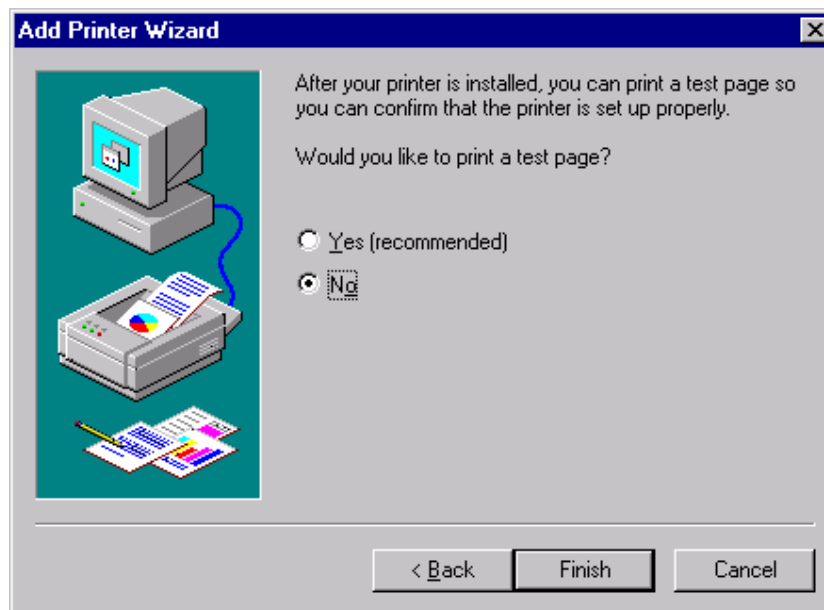 Add Printer Wizard
After your printer is installed, you can print a test page so
you can confirm that the printer is set up properly.
Would you like to print a test page?
Yes (recommended)
No
< Back
Finish
Cancel